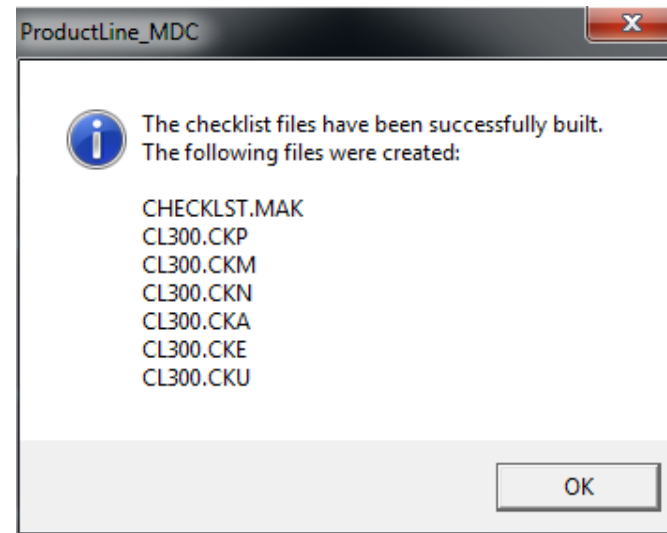 ProductLine_MDC
The checklist files have been successfully built.
The following files were created:
CHECKLST.MAK
CL300.CKP
CL300.CKM
CL300.CKN
CL300.CKA
CL300.CKE
CL300.CKU
OK